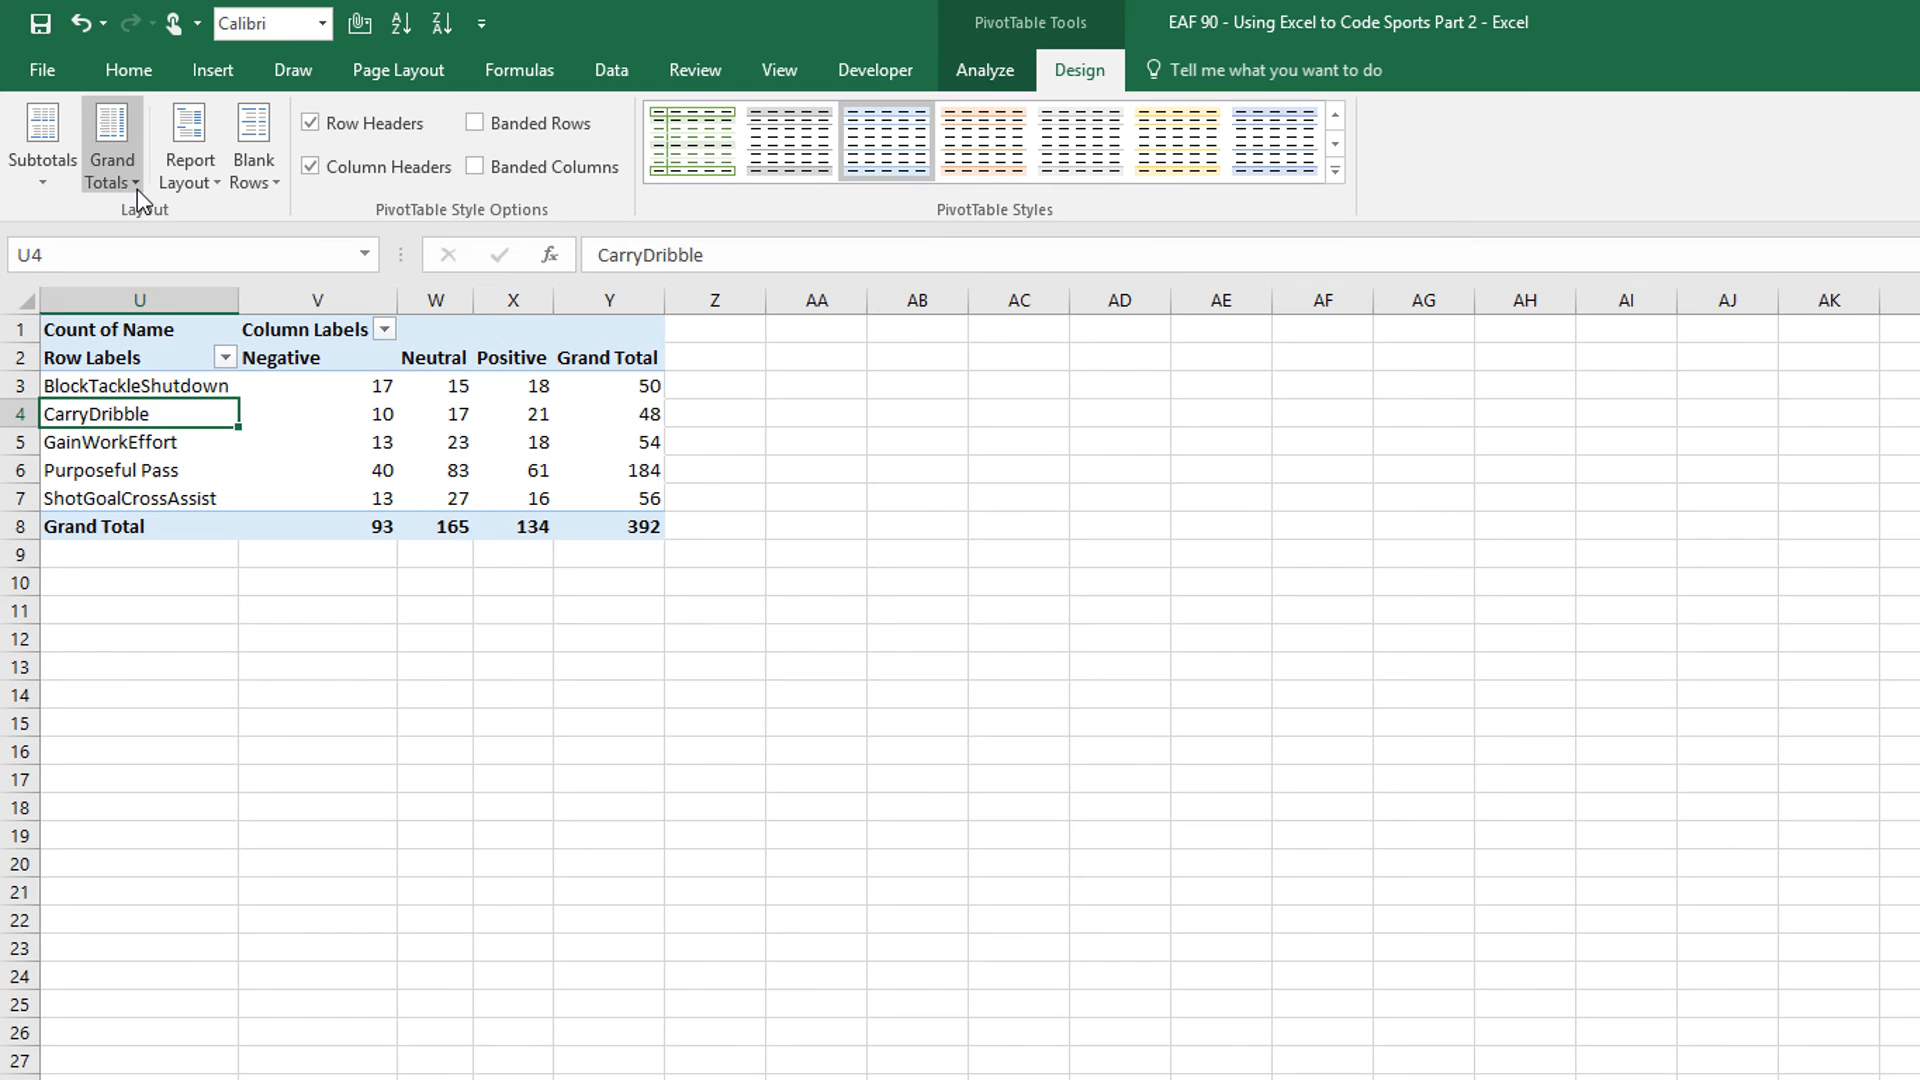 Calibri
PivotTable Tools
EAF 90 - Using Excel to Code Sports Part 2 - Excel
File Home Insert Draw Page Layout Formulas Data Review View Developer Analyze Design Tell me what you want to do
Subtotals
Grand Totals
Report Layout
Blank Rows
Layout
Row Headers
Banded Rows
Column Headers
Banded Columns
PivotTable Style Options
PivotTable Styles
U4
fx
CarryDribble
U V W X Y Z AA AB AC AD AE AF AG AH AI AJ AK
1 Count of Name Column Labels
2 Row Labels Negative Neutral Positive Grand Total
3 BlockTackleShutdown 17 15 18 50
4 CarryDribble 10 17 21 48
5 GainWorkEffort 13 23 18 54
6 Purposeful Pass 40 83 61 184
7 ShotGoalCrossAssist 13 27 16 56
8 Grand Total 93 165 134 392
9
10
11
12
13
14
15
16
17
18
19
20
21
22
23
24
25
26
27